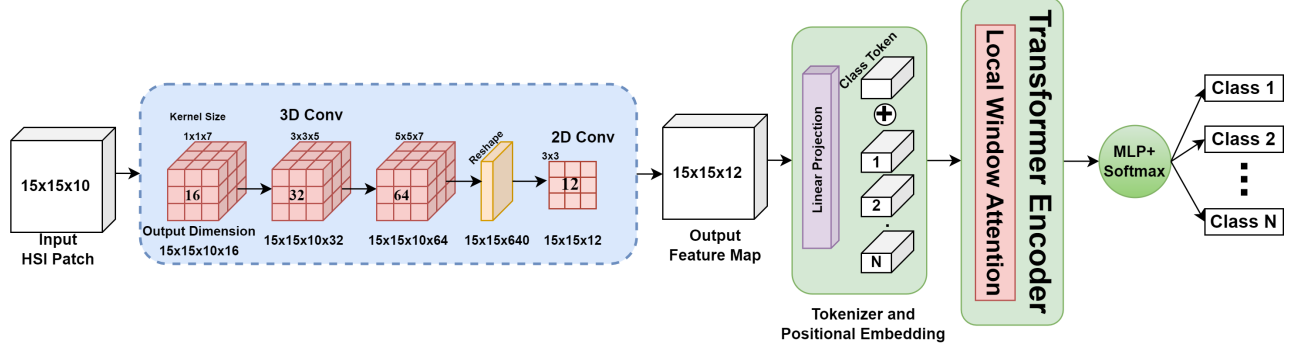 15x15x10
Input
HSI Patch
Kernel Size
1x1x7
16
Output Dimension
15x15x10x16
3D Conv
3x3x5
32
15x15x10x32
5x5x7
64
15x15x10x64
Reshape
15x15x640
2D Conv
3x3
12
15x15x12
15x15x12
Output
Feature Map
Linear Projection
Class Token
1
2
N
Tokenizer and
Positional Embedding
Local Window Attention
Transformer Encoder
MLP+
Softmax
Class 1
Class 2
Class N